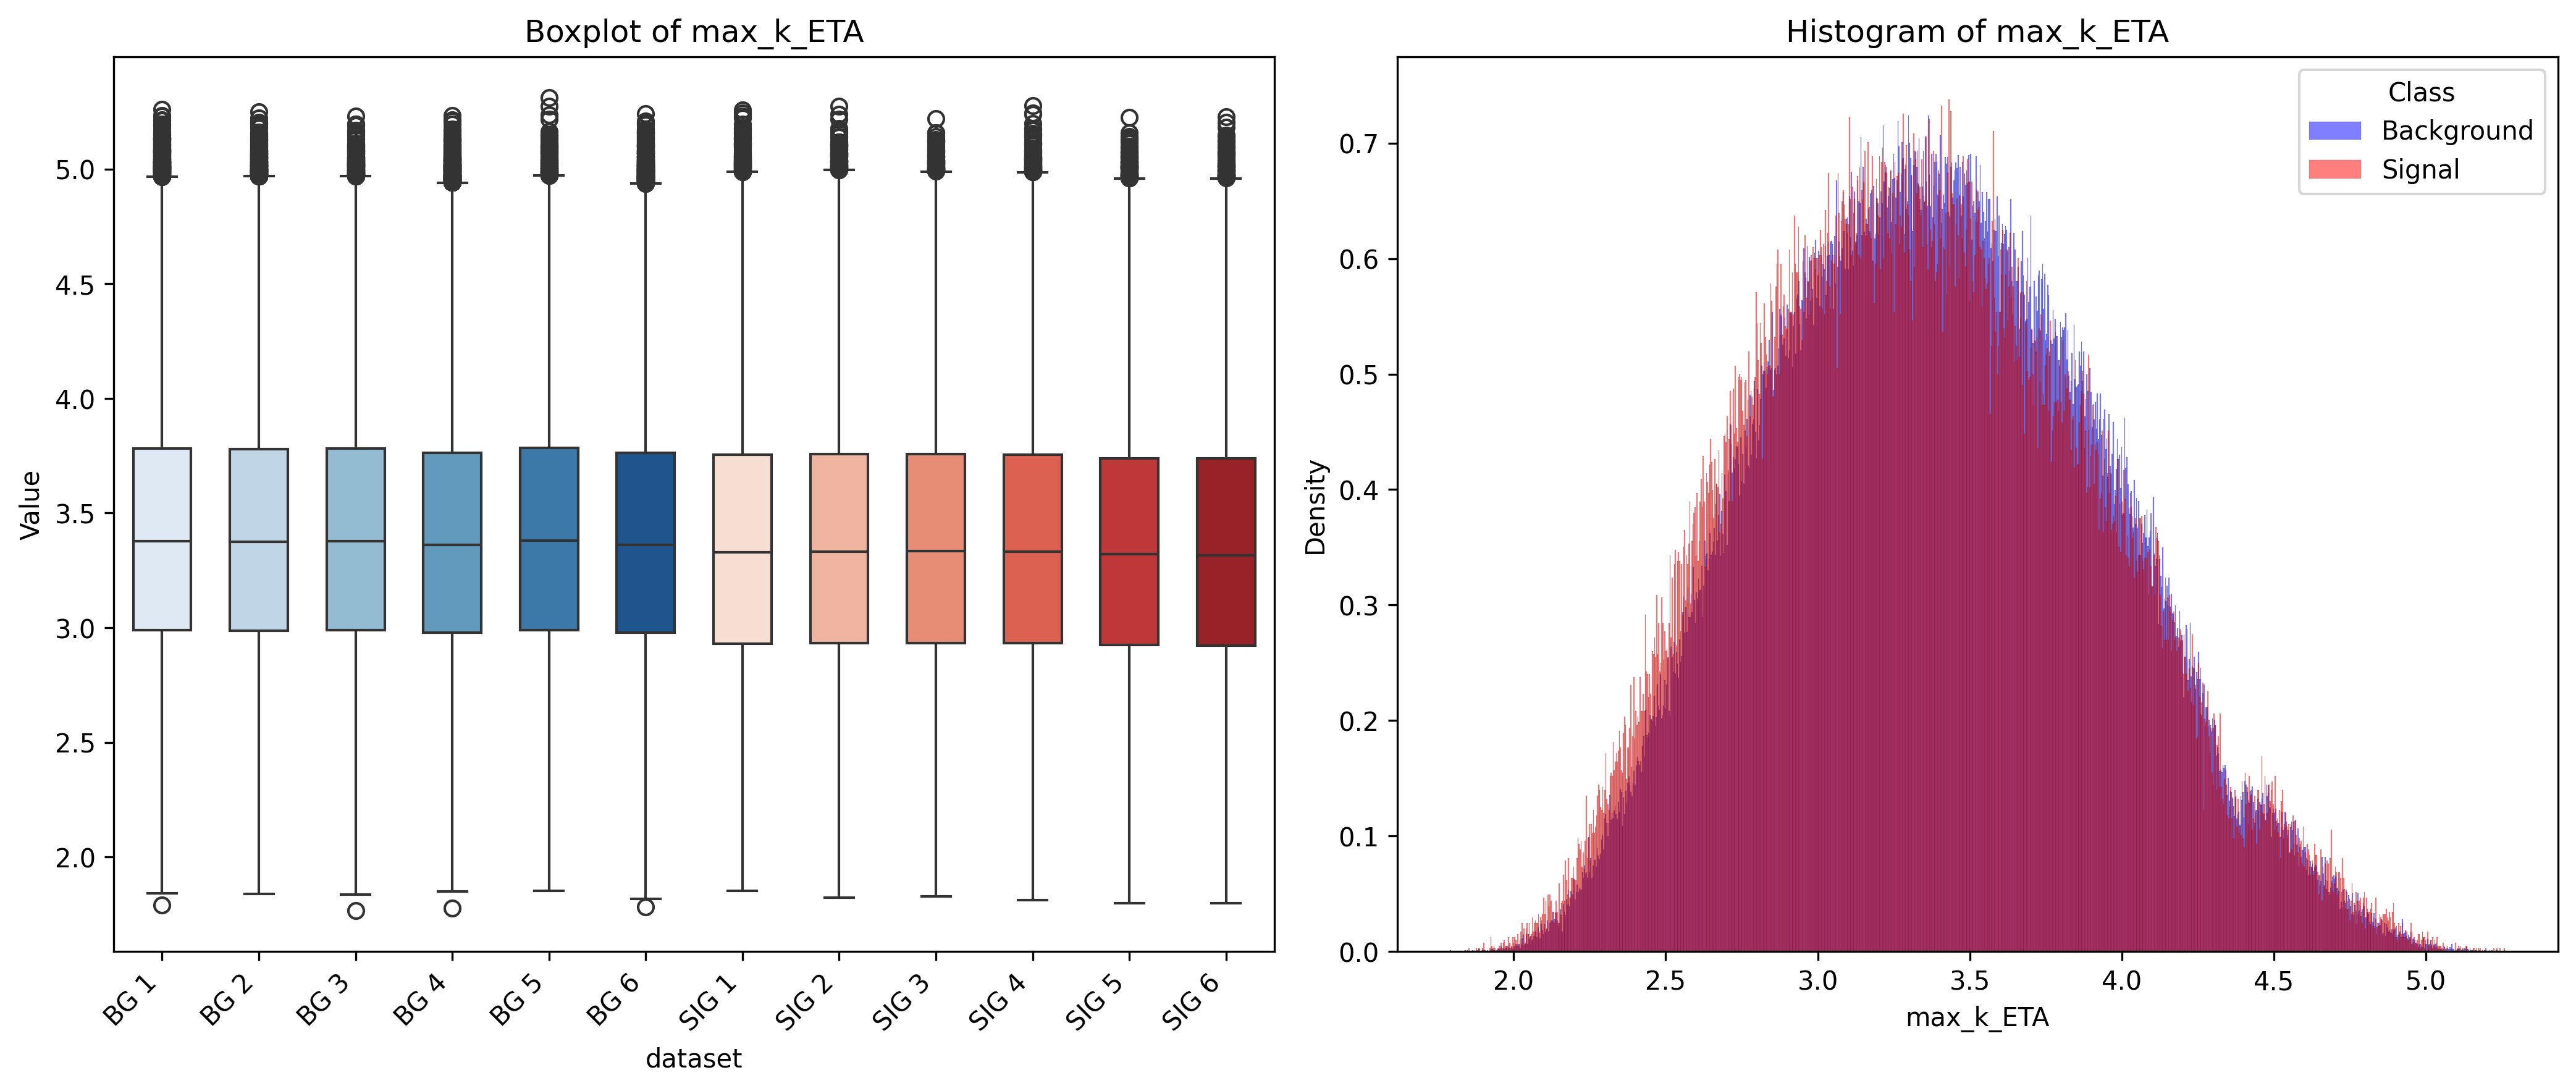 Boxplot of max_k_ETA
Value
5.0
4.5
4.0
3.5
3.0
2.5
2.0
BG 1
BG 2
BG 3
BG 4
BG 5
BG 6
SIG 1
SIG 2
SIG 3
SIG 4
SIG 5
SIG 6
dataset
Histogram of max_k_ETA
Class
Background
Signal
Density
0.7
0.6
0.5
0.4
0.3
0.2
0.1
0.0
2.0
2.5
3.0
3.5
4.0
4.5
5.0
max_k_ETA